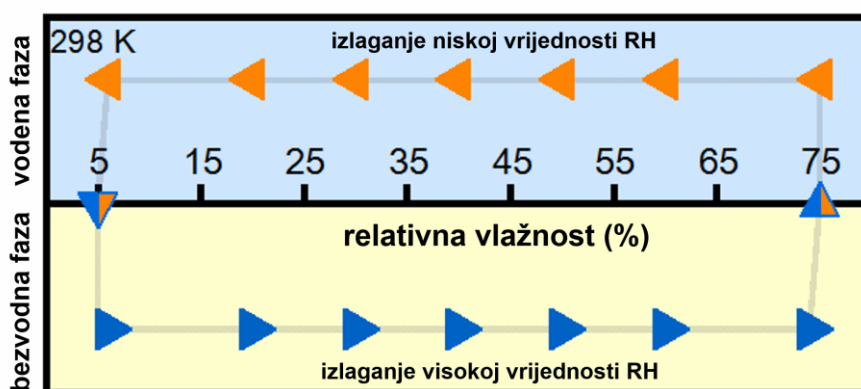 298 K
izlaganje niskoj vrijednosti RH
vodena faza
5 15 25 35 45 55 65 75
relativna vlažnost (%)
bezvodna faza
izlaganje visokoj vrijednosti RH